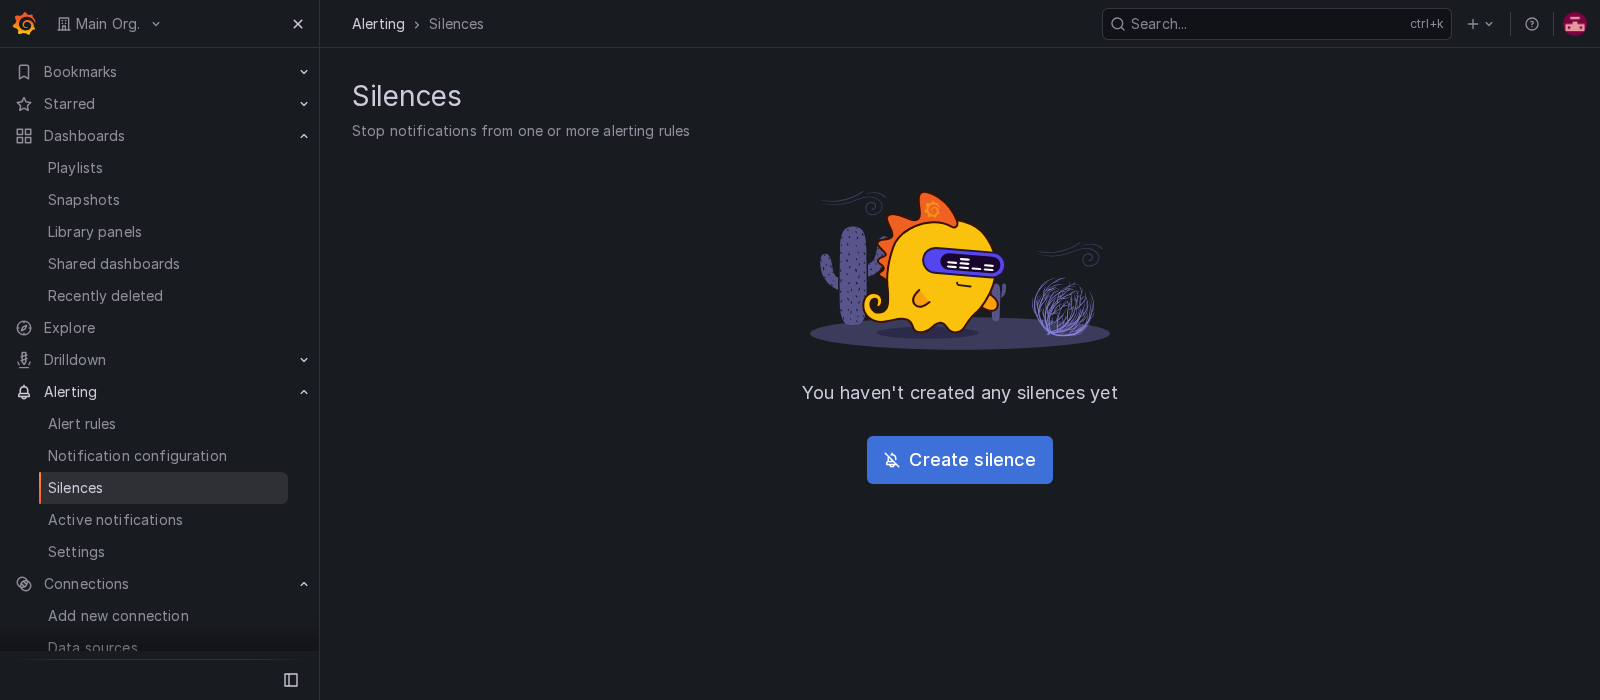 Main Org.
Alerting
Silences
Search...
ctrl+k
Bookmarks
Starred
Dashboards
Playlists
Snapshots
Library panels
Shared dashboards
Recently deleted
Explore
Drilldown
Alerting
Alert rules
Notification configuration
Silences
Active notifications
Settings
Connections
Add new connection
Data sources
Silences
Stop notifications from one or more alerting rules
You haven't created any silences yet
Create silence